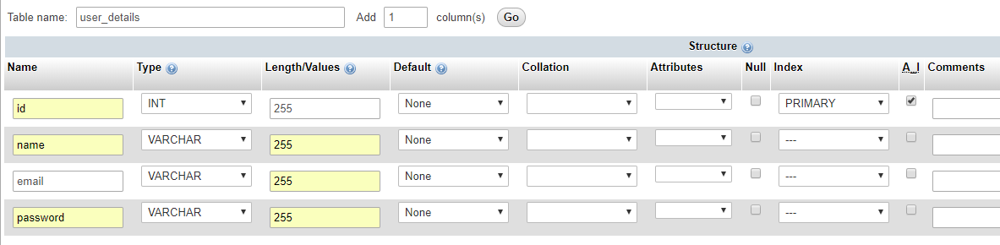 Table name: user_details Add 1 column(s) Go
Structure
Name Type Length/Values Default Collation Attributes Null Index A_I Comments
id INT 255 None PRIMARY
name VARCHAR 255 None ---
email VARCHAR 255 None ---
password VARCHAR 255 None ---